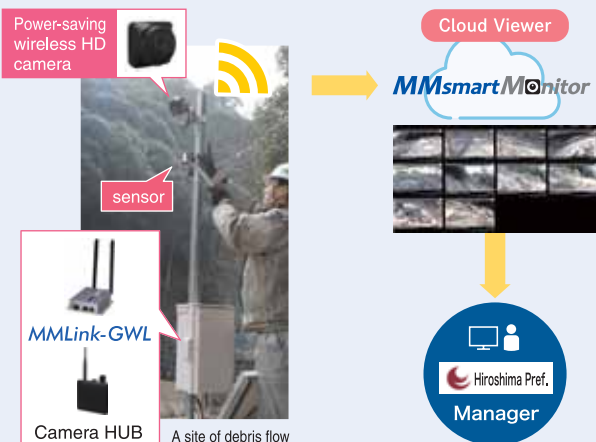 Power-saving
wireless HD
camera
sensor
MMLink-GWL
Camera HUB
A site of debris flow
Cloud Viewer
MMsmartMonitor
Hiroshima Pref.
Manager